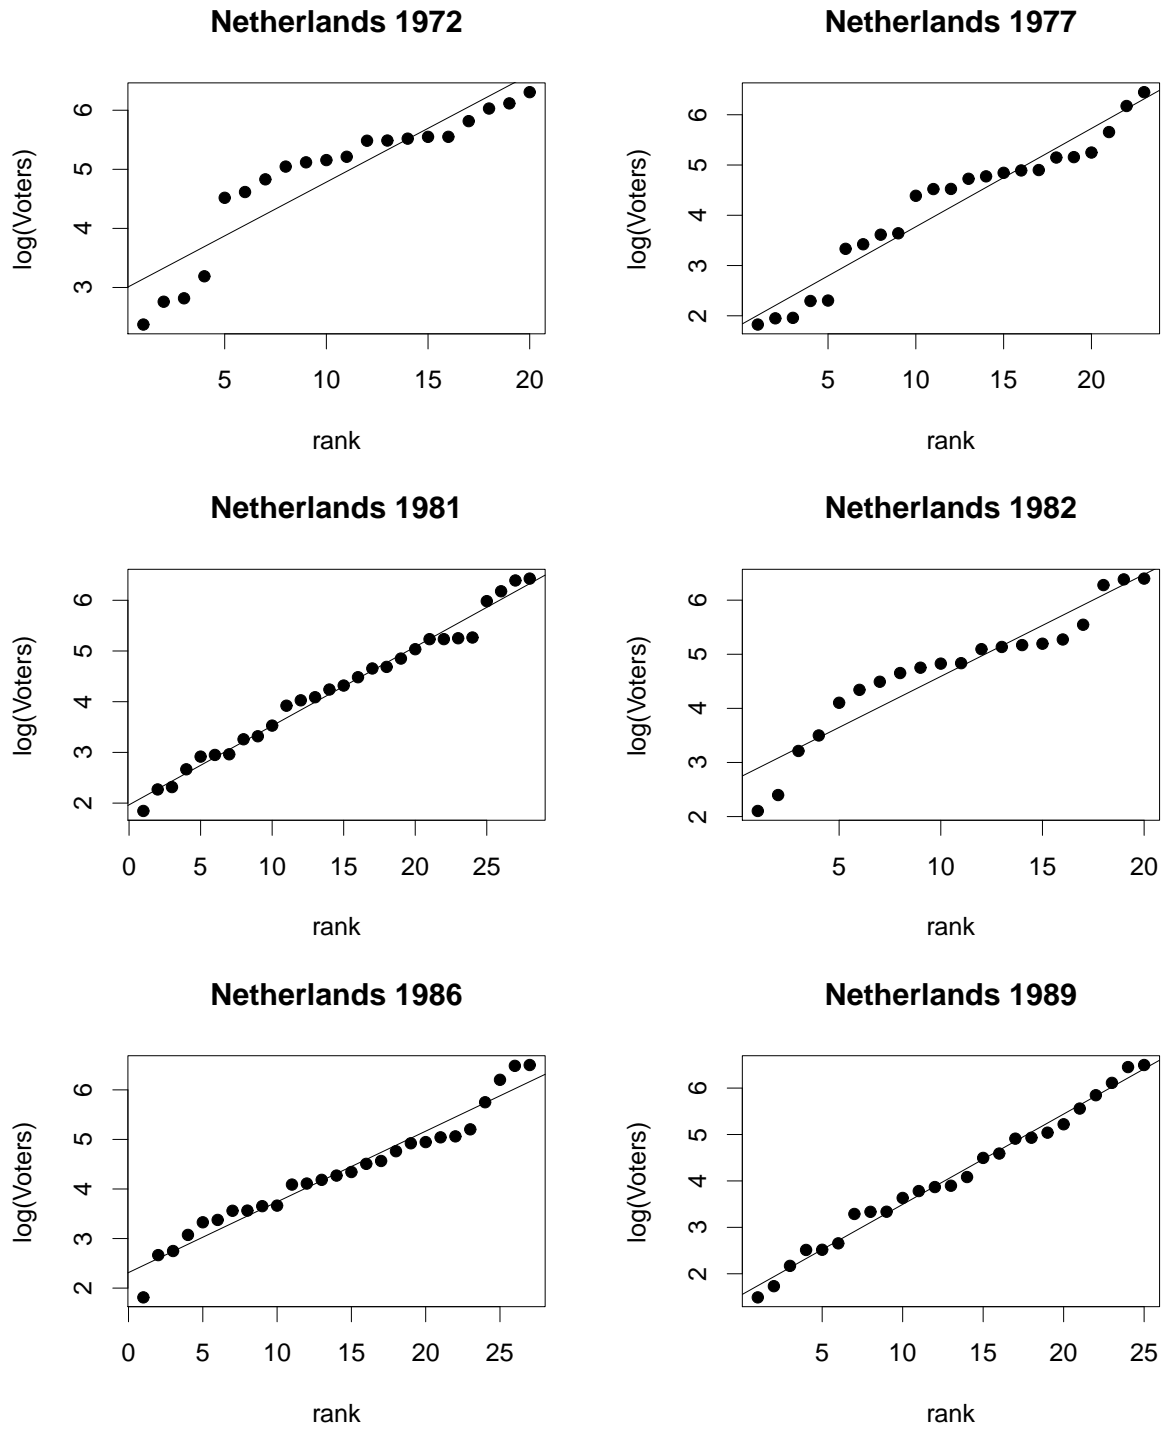 Netherlands 1972
Netherlands 1977
log(Voters)
3 4 5 6
5 10 15 20
rank
log(Voters)
2 3 4 5 6
5 10 15 20
rank
Netherlands 1981
Netherlands 1982
log(Voters)
2 3 4 5 6
0 5 10 15 20 25
rank
log(Voters)
2 3 4 5 6
5 10 15 20
rank
Netherlands 1986
Netherlands 1989
log(Voters)
2 3 4 5 6
0 5 10 15 20 25
rank
log(Voters)
2 3 4 5 6
5 10 15 20 25
rank